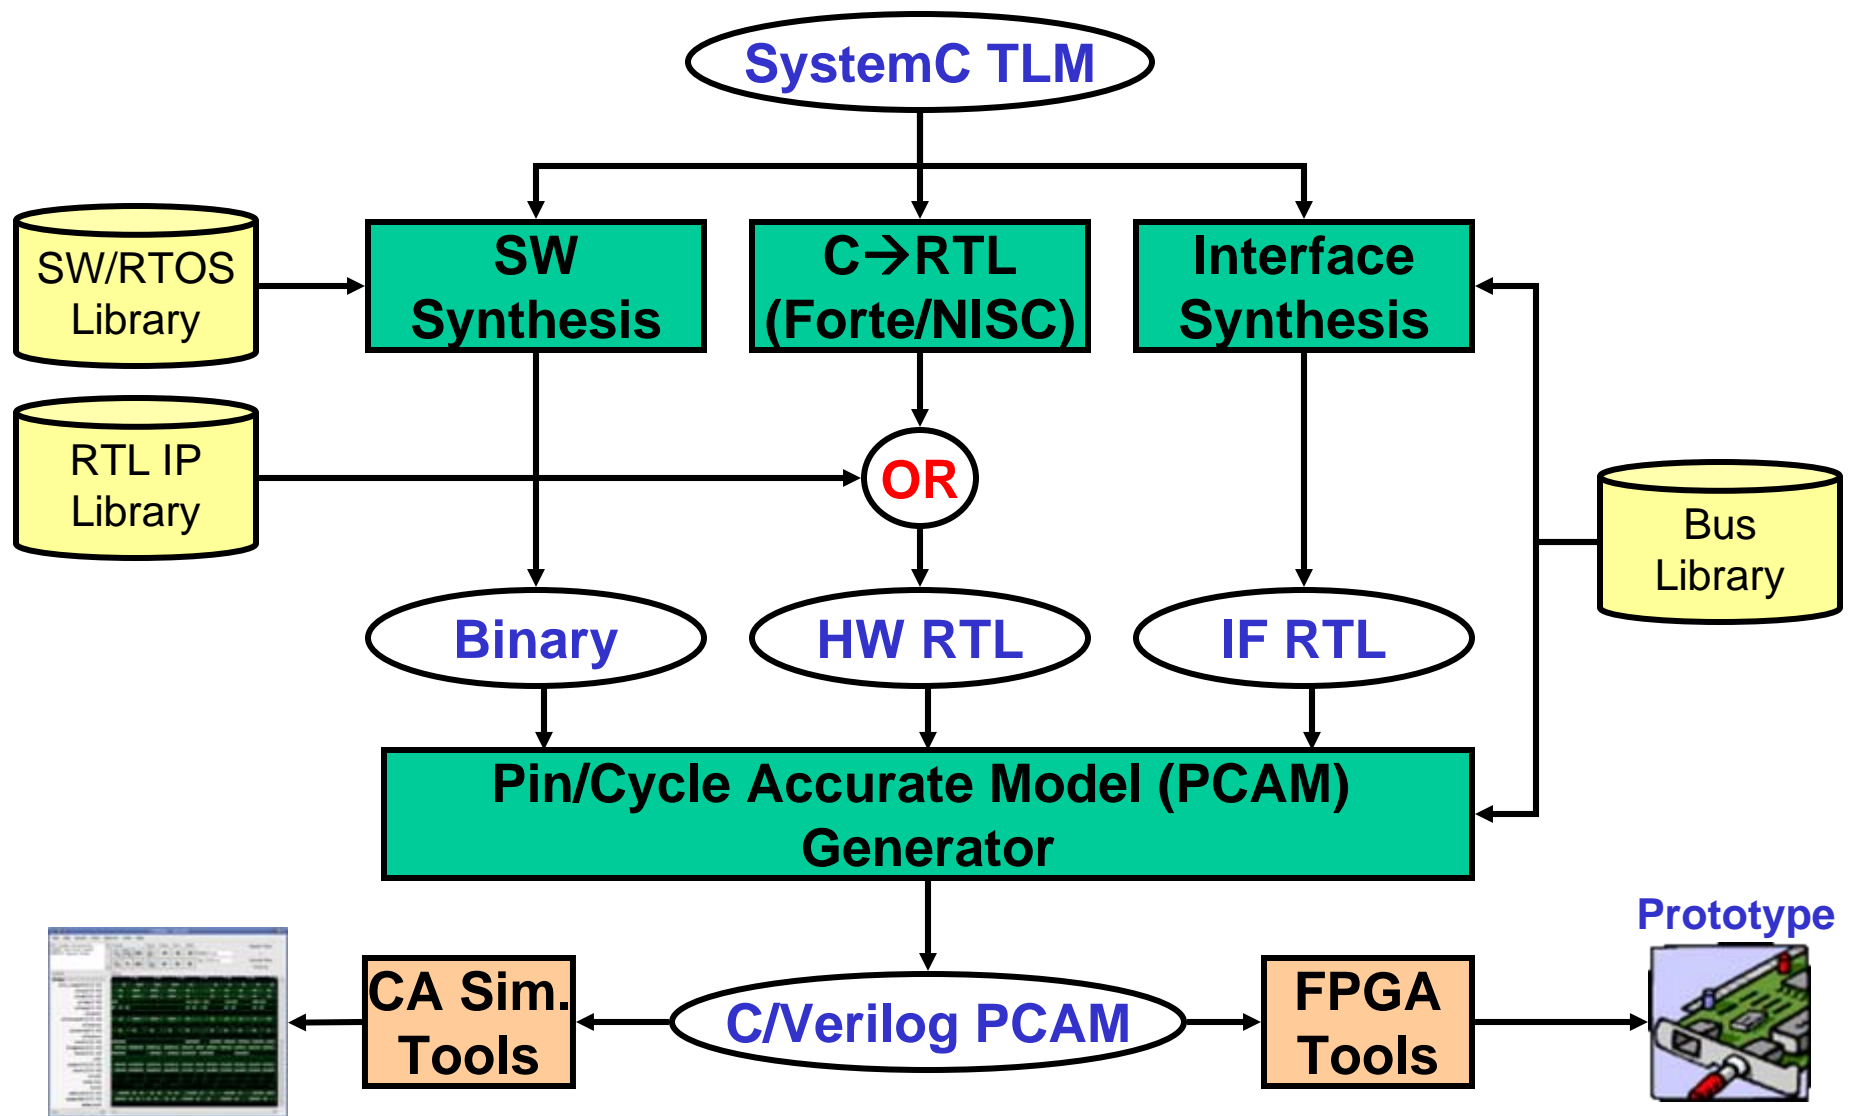 SystemC TLM
SW/RTOS
Library
SW
Synthesis
C→RTL
(Forte/NISC)
Interface
Synthesis
RTL IP
Library
OR
Bus
Library
Binary
HW RTL
IF RTL
Pin/Cycle Accurate Model (PCAM)
Generator
Prototype
CA Sim.
Tools
C/Verilog PCAM
FPGA
Tools